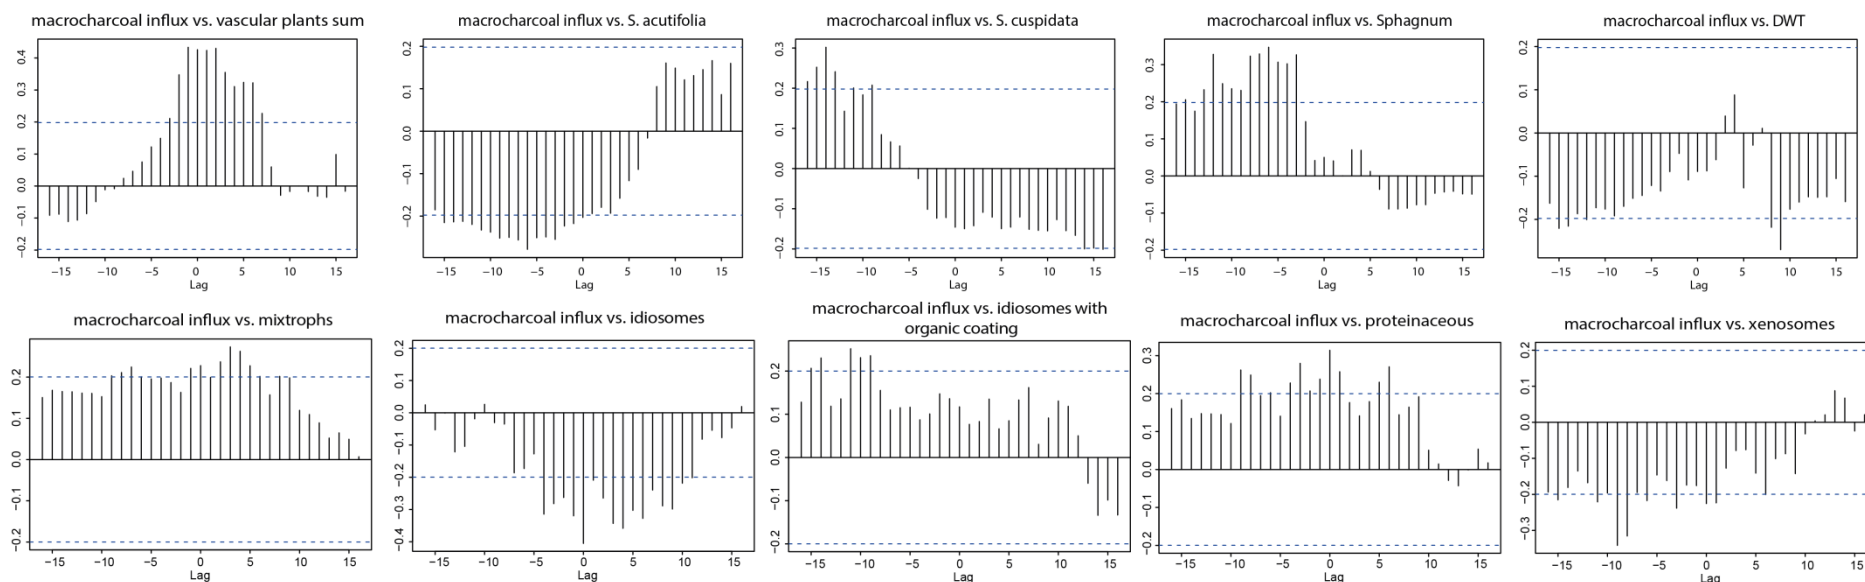 macrocharcoal influx vs. vascular plants sum
0.4
0.3
0.2
0.1
0.0
-0.1
-0.2
-15 -10 -5 0 5 10 15
Lag
macrocharcoal influx vs. S. acutifolia
0.2
0.1
0.0
-0.1
-0.2
-15 -10 -5 0 5 10 15
Lag
macrocharcoal influx vs. S. cuspidata
0.3
0.2
0.1
0.0
-0.1
-0.2
-15 -10 -5 0 5 10 15
Lag
macrocharcoal influx vs. Sphagnum
0.3
0.2
0.1
0.0
-0.1
-0.2
-15 -10 -5 0 5 10 15
Lag
macrocharcoal influx vs. DWT
0.2
0.1
0.0
-0.1
-0.2
-15 -10 -5 0 5 10 15
Lag
macrocharcoal influx vs. mixtrophs
0.2
0.1
0.0
-0.1
-0.2
-15 -10 -5 0 5 10 15
Lag
macrocharcoal influx vs. idiosomes
0.2
0.1
0.0
-0.1
-0.2
-0.3
-0.4
-15 -10 -5 0 5 10 15
Lag
macrocharcoal influx vs. idiosomes with
organic coating
0.2
0.1
0.0
-0.1
-0.2
-15 -10 -5 0 5 10 15
Lag
macrocharcoal influx vs. proteinaceous
0.3
0.2
0.1
0.0
-0.1
-0.2
-15 -10 -5 0 5 10 15
Lag
macrocharcoal influx vs. xenosomes
0.2
0.1
0.0
-0.1
-0.2
-0.3
-15 -10 -5 0 5 10 15
Lag